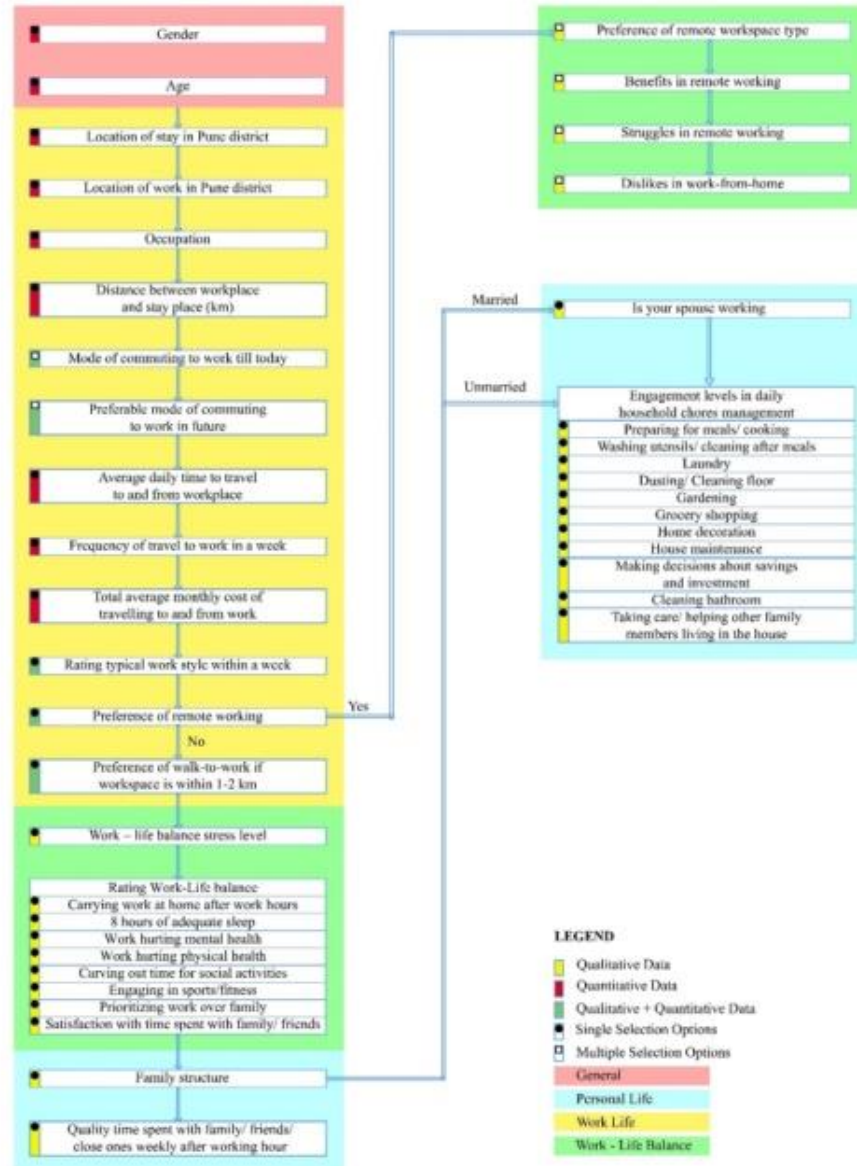 Gender
Age
Location of stay in Pune district
Location of work in Pune district
Occupation
Distance between workplace
and stay place (km)
Mode of commuting to work till today
Preferable mode of commuting
to work in future
Average daily time to travel
to and from workplace
Frequency of travel to work in a week
Total average monthly cost of
travelling to and from work
Rating typical work style within a week
Preference of remote working
Yes
No
Preference of walk-to-work if
workspace is within 1-2 km
Work – life balance stress level
Rating Work-Life balance
Carrying work at home after work hours
8 hours of adequate sleep
Work hurting mental health
Work hurting physical health
Curving out time for social activities
Engaging in sports/fitness
Prioritizing work over family
Satisfaction with time spent with family/ friends
Family structure
Quality time spent with family/ friends/
close ones weekly after working hour
Preference of remote workspace type
Benefits in remote working
Struggles in remote working
Dislikes in work-from-home
Married
Is your spouse working
Unmarried
Engagement levels in daily
household chores management
Preparing for meals/ cooking
Washing utensils/ cleaning after meals
Laundry
Dusting/ Cleaning floor
Gardening
Grocery shopping
Home decoration
House maintenance
Making decisions about savings
and investment
Cleaning bathroom
Taking care/ helping other family
members living in the house
LEGEND
Qualitative Data
Quantitative Data
Qualitative + Quantitative Data
Single Selection Options
Multiple Selection Options
General
Personal Life
Work Life
Work - Life Balance